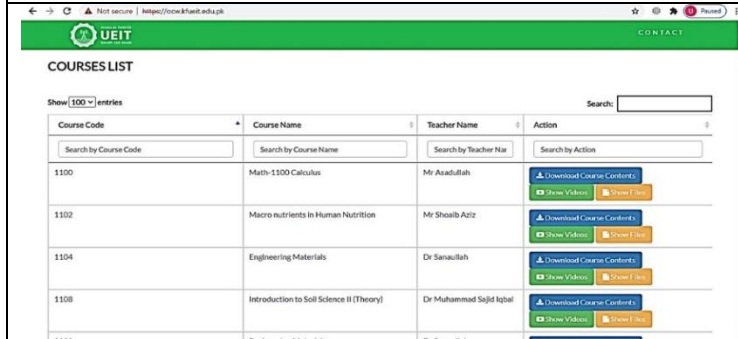 Not secure | https://ocw.kfueit.edu.pk
U Paused
UEIT
CONTACT
COURSES LIST
Show 100 entries
Search:
Course Code Course Name Teacher Name Action
Search by Course Code Search by Course Name Search by Teacher Nar Search by Action
1100 Math-1100 Calculus Mr Asadullah Download Course Contents
Show Videos Show Files
1102 Macro nutrients in Human Nutrition Mr Shoaib Aziz Download Course Contents
Show Videos Show Files
1104 Engineering Materials Dr Sanaullah Download Course Contents
Show Videos Show Files
1108 Introduction to Soil Science II (Theory) Dr Muhammad Sajid Iqbal Download Course Contents
Show Videos Show Files